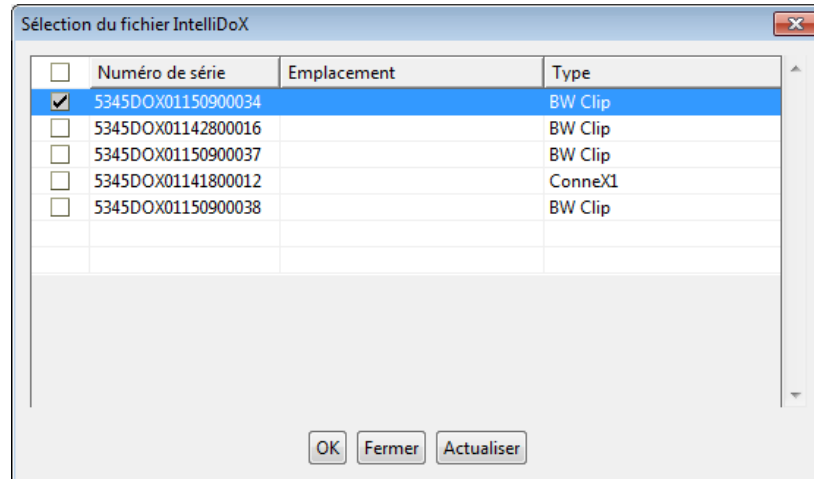 Sélection du fichier IntelliDoX
Numéro de série Emplacement Type
5345DOX01150900034 BW Clip
5345DOX01142800016 BW Clip
5345DOX01150900037 BW Clip
5345DOX01141800012 ConneX1
5345DOX01150900038 BW Clip
OK Fermer Actualiser